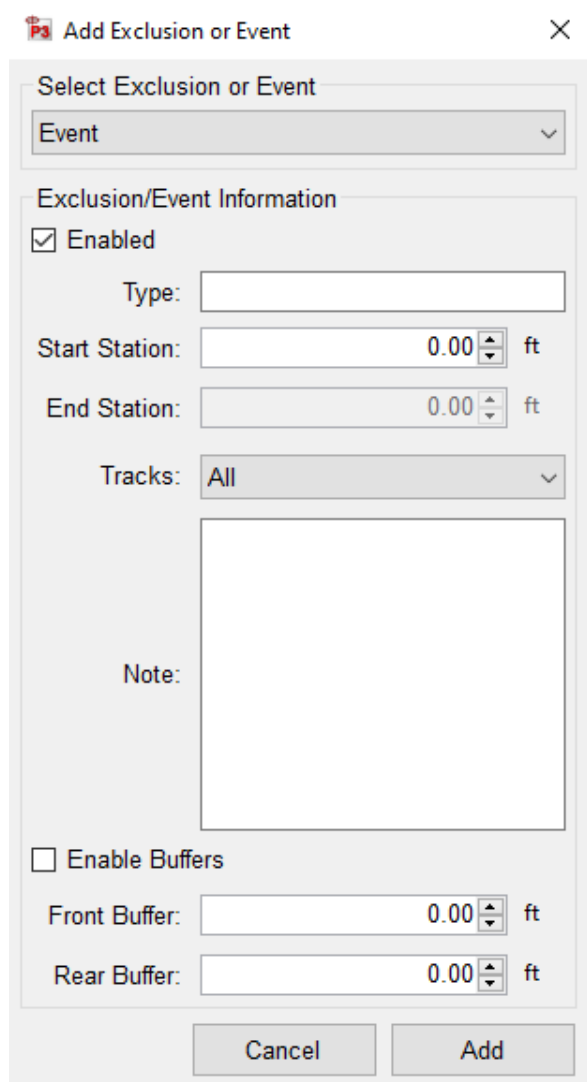 P3 Add Exclusion or Event
Select Exclusion or Event
Event
Exclusion/Event Information
Enabled
Type:
Start Station: 0.00 ft
End Station: 0.00 ft
Tracks: All
Note:
Enable Buffers
Front Buffer: 0.00 ft
Rear Buffer: 0.00 ft
Cancel Add